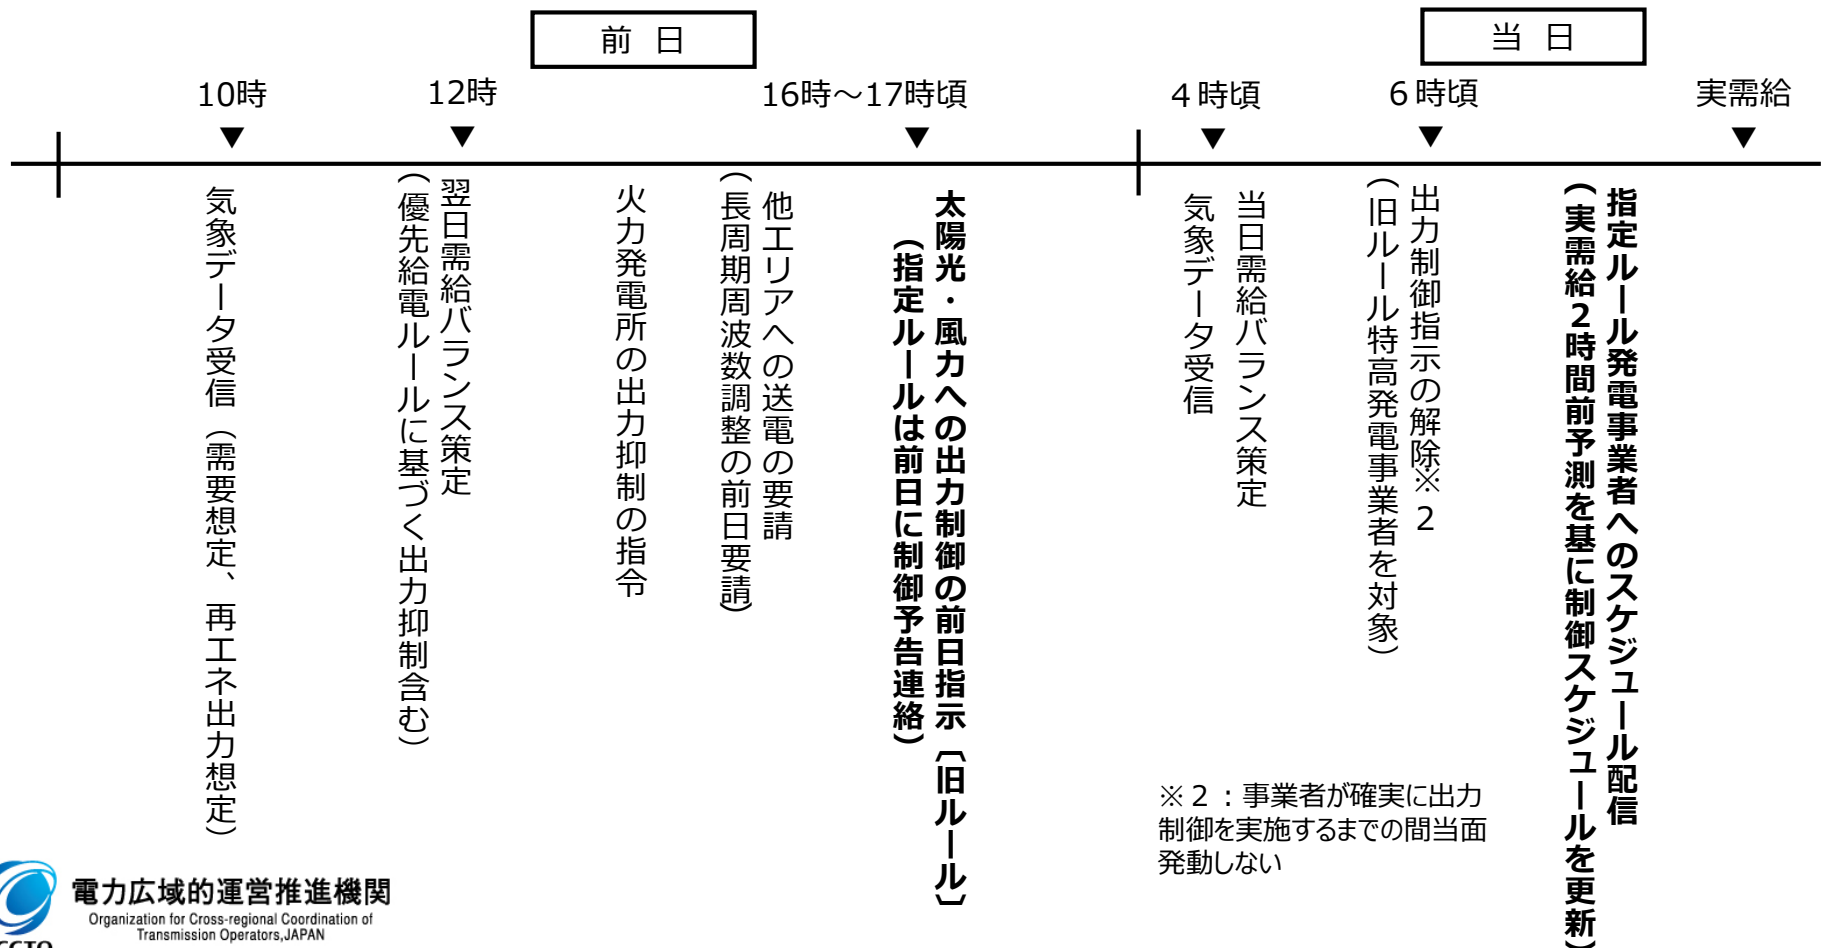 前 日
当 日
10時
12時
16時～17時頃
４時頃
６時頃
実需給
気象データ受信（需要想定、再エネ出力想定）
翌日需給バランス策定
（優先給電ルールに基づく出力抑制含む）
火力発電所の出力抑制の指令
他エリアへの送電の要請
（長周期周波数調整の前日要請）
太陽光・風力への出力制御の前日指示〔旧ルール〕
（指定ルールは前日に制御予告連絡）
当日需給バランス策定
気象データ受信
出力制御指示の解除※２
（旧ルール特高発電事業者を対象）
指定ルール発電事業者へのスケジュール配信
（実需給２時間前予測を基に制御スケジュールを更新）
※２：事業者が確実に出力
制御を実施するまでの間当面
発動しない
電力広域的運営推進機関
Organization for Cross-regional Coordination of
Transmission Operators,JAPAN